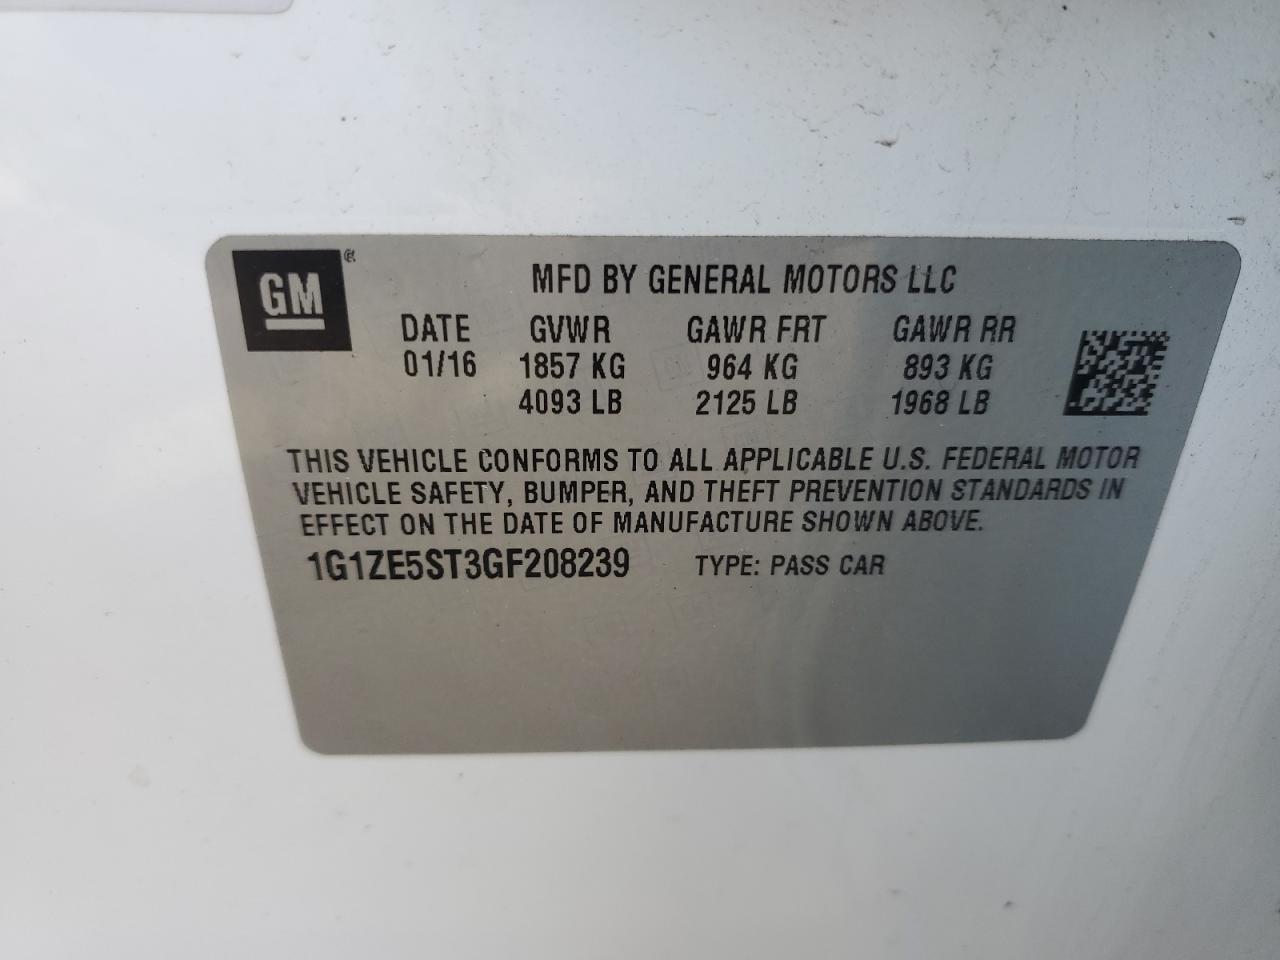 GM®
MFD BY GENERAL MOTORS LLC
DATE GVWR GAWR FRT GAWR RR
01/16 1857 KG 964 KG 893 KG
4093 LB 2125 LB 1968 LB
THIS VEHICLE CONFORMS TO ALL APPLICABLE U.S. FEDERAL MOTOR
VEHICLE SAFETY, BUMPER, AND THEFT PREVENTION STANDARDS IN
EFFECT ON THE DATE OF MANUFACTURE SHOWN ABOVE.
1G1ZE5ST3GF208239 TYPE: PASS CAR